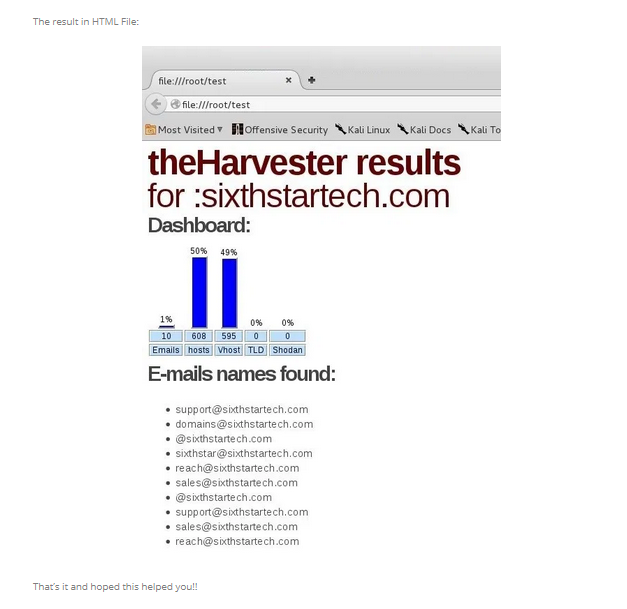 The result in HTML File:
file:///root/test
file:///root/test
Most Visited Offensive Security Kali Linux Kali Docs Kali To
theHarvester results
for :sixthstartech.com
Dashboard:
50% 49%
1% 0% 0%
10 608 595 0 0
Emails hosts Vhost TLD Shodan
E-mails names found:
support@sixthstartech.com
domains@sixthstartech.com
@sixthstartech.com
sixthstar@sixthstartech.com
reach@sixthstartech.com
sales@sixthstartech.com
@sixthstartech.com
support@sixthstartech.com
sales@sixthstartech.com
reach@sixthstartech.com
That's it and hoped this helped you!!